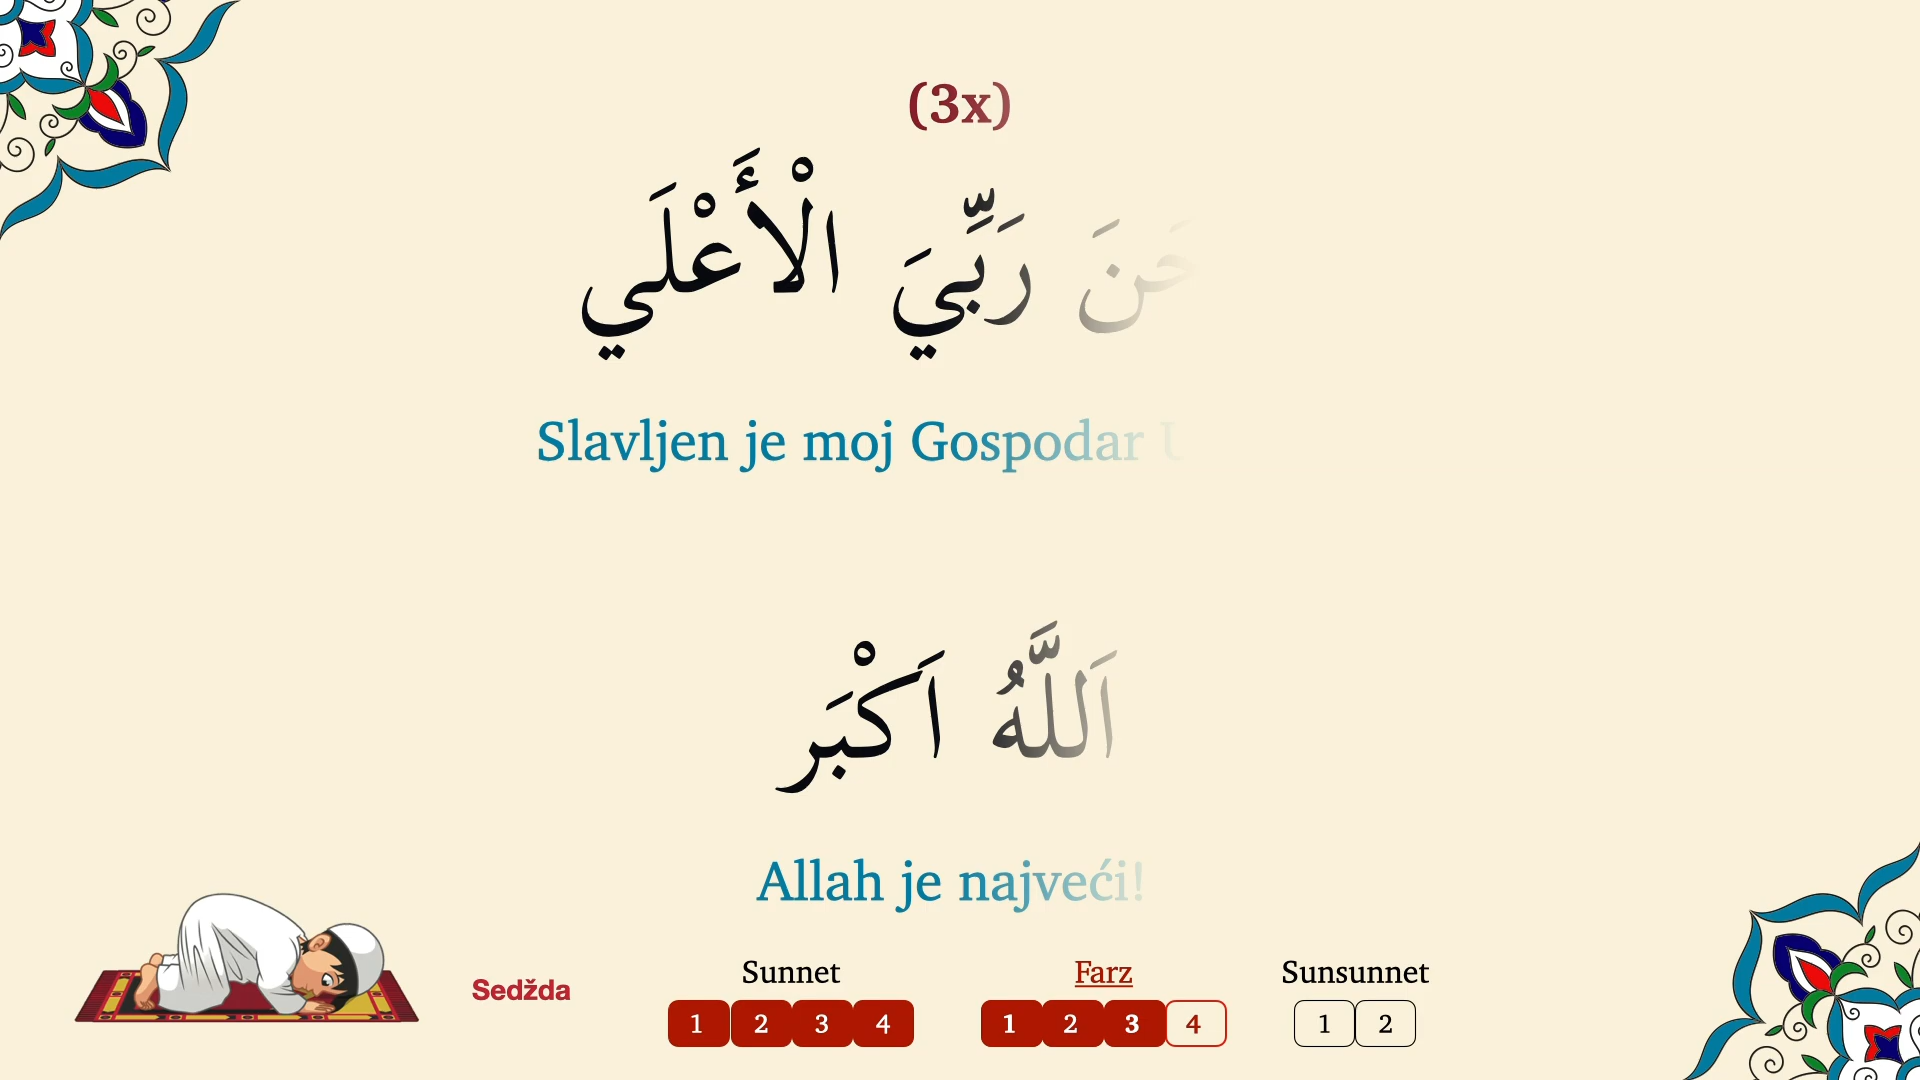 (3x)
رَبِّيَ الْأَعْلَي
Slavljen je moj Gospodar
اَللَّهُ اَكْبَر
Allah je najveći!
Sedžda
Sunnet Farz Sunsunnet
1 2 3 4 1 2 3 4 1 2